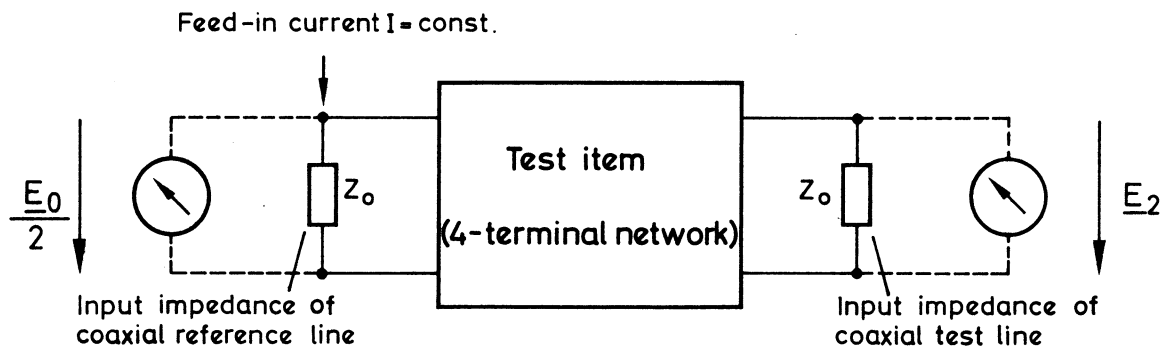 Feed-in current I = const.
Test item
(4-terminal network)
Z₀
Z₀
E₀
2
E₂
Input impedance of
coaxial reference line
Input impedance of
coaxial test line